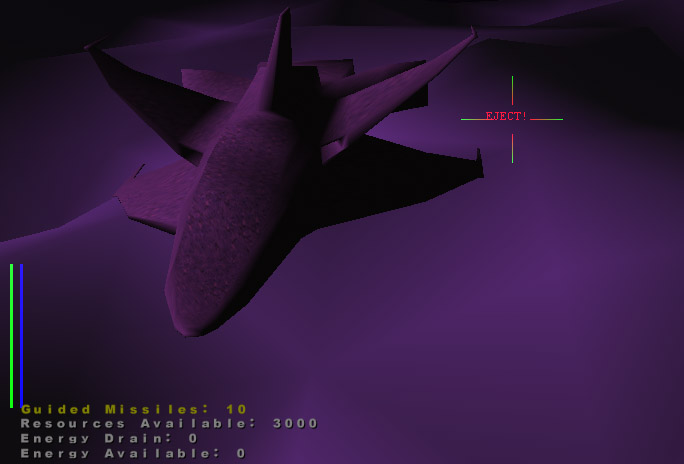 EJECT!
Guided Missiles: 10
Resources Available: 3000
Energy Drain: 0
Energy Available: 0